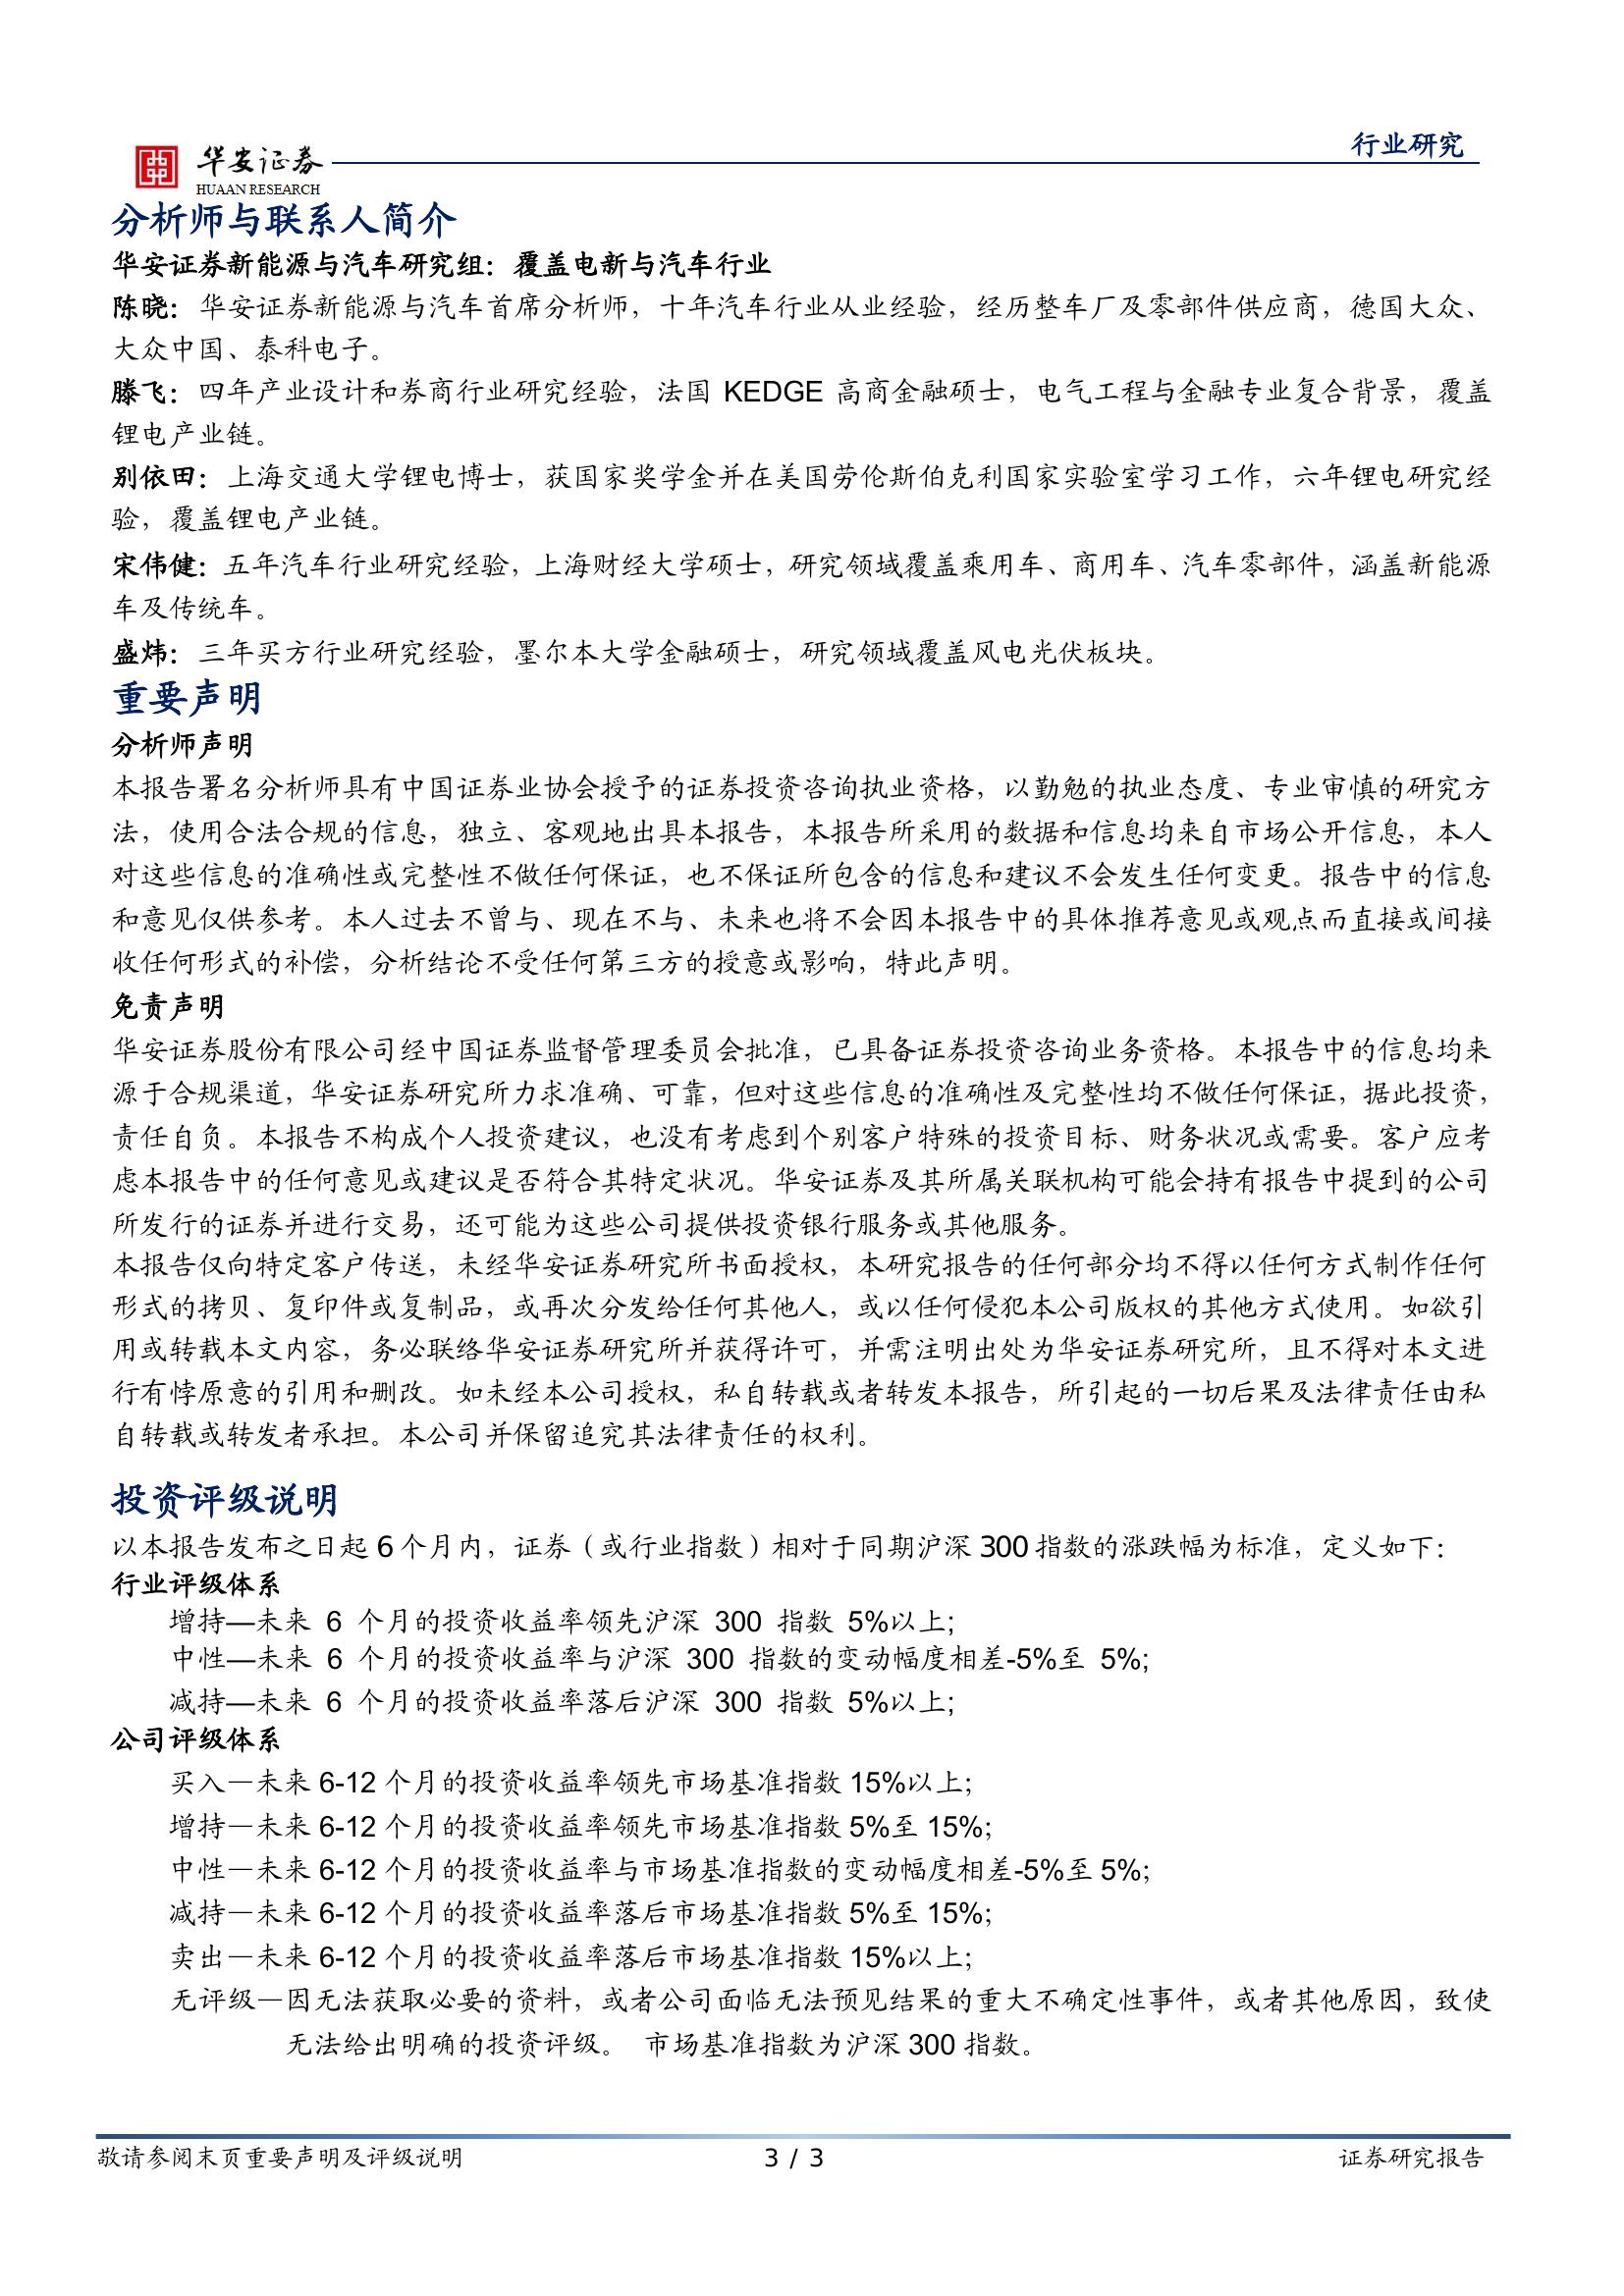 行业研究
华安证券
HUAAN RESEARCH
分析师与联系人简介
华安证券新能源与汽车研究组：覆盖电新与汽车行业
陈晓：华安证券新能源与汽车首席分析师，十年汽车行业从业经验，经历整车厂及零部件供应商，德国大众、
大众中国、泰科电子。
滕飞：四年产业设计和券商行业研究经验，法国 KEDGE 高商金融硕士，电气工程与金融专业复合背景，覆盖
锂电产业链。
别依田：上海交通大学锂电博士，获国家奖学金并在美国劳伦斯伯克利国家实验室学习工作，六年锂电研究经
验，覆盖锂电产业链。
宋伟健：五年汽车行业研究经验，上海财经大学硕士，研究领域覆盖乘用车、商用车、汽车零部件，涵盖新能源
车及传统车。
盛炜：三年买方行业研究经验，墨尔本大学金融硕士，研究领域覆盖风电光伏板块。
重要声明
分析师声明
本报告署名分析师具有中国证券业协会授予的证券投资咨询执业资格，以勤勉的执业态度、专业审慎的研究方
法，使用合法合规的信息，独立、客观地出具本报告，本报告所采用的数据和信息均来自市场公开信息，本人
对这些信息的准确性或完整性不做任何保证，也不保证所包含的信息和建议不会发生任何变更。报告中的信息
和意见仅供参考。本人过去不曾与、现在不与、未来也将不会因本报告中的具体推荐意见或观点而直接或间接
收任何形式的补偿，分析结论不受任何第三方的授意或影响，特此声明。
免责声明
华安证券股份有限公司经中国证券监督管理委员会批准，已具备证券投资咨询业务资格。本报告中的信息均来
源于合规渠道，华安证券研究所力求准确、可靠，但对这些信息的准确性及完整性均不做任何保证，据此投资，
责任自负。本报告不构成个人投资建议，也没有考虑到个别客户特殊的投资目标、财务状况或需要。客户应考
虑本报告中的任何意见或建议是否符合其特定状况。华安证券及其所属关联机构可能会持有报告中提到的公司
所发行的证券并进行交易，还可能为这些公司提供投资银行服务或其他服务。
本报告仅向特定客户传送，未经华安证券研究所书面授权，本研究报告的任何部分均不得以任何方式制作任何
形式的拷贝、复印件或复制品，或再次分发给任何其他人，或以任何侵犯本公司版权的其他方式使用。如欲引
用或转载本文内容，务必联络华安证券研究所并获得许可，并需注明出处为华安证券研究所，且不得对本文进
行有悖原意的引用和删改。如未经本公司授权，私自转载或者转发本报告，所引起的一切后果及法律责任由私
自转载或转发者承担。本公司并保留追究其法律责任的权利。
投资评级说明
以本报告发布之日起 6 个月内，证券（或行业指数）相对于同期沪深 300 指数的涨跌幅为标准，定义如下：
行业评级体系
增持—未来 6 个月的投资收益率领先沪深 300 指数 5%以上;
中性—未来 6 个月的投资收益率与沪深 300 指数的变动幅度相差-5%至 5%;
减持—未来 6 个月的投资收益率落后沪深 300 指数 5%以上;
公司评级体系
买入—未来 6-12 个月的投资收益率领先市场基准指数 15%以上;
增持—未来 6-12 个月的投资收益率领先市场基准指数 5%至 15%;
中性—未来 6-12 个月的投资收益率与市场基准指数的变动幅度相差-5%至 5%;
减持—未来 6-12 个月的投资收益率落后市场基准指数 5%至 15%;
卖出—未来 6-12 个月的投资收益率落后市场基准指数 15%以上;
无评级—因无法获取必要的资料，或者公司面临无法预见结果的重大不确定性事件，或者其他原因，致使
无法给出明确的投资评级。 市场基准指数为沪深 300 指数。
敬请参阅末页重要声明及评级说明 3 / 3 证券研究报告